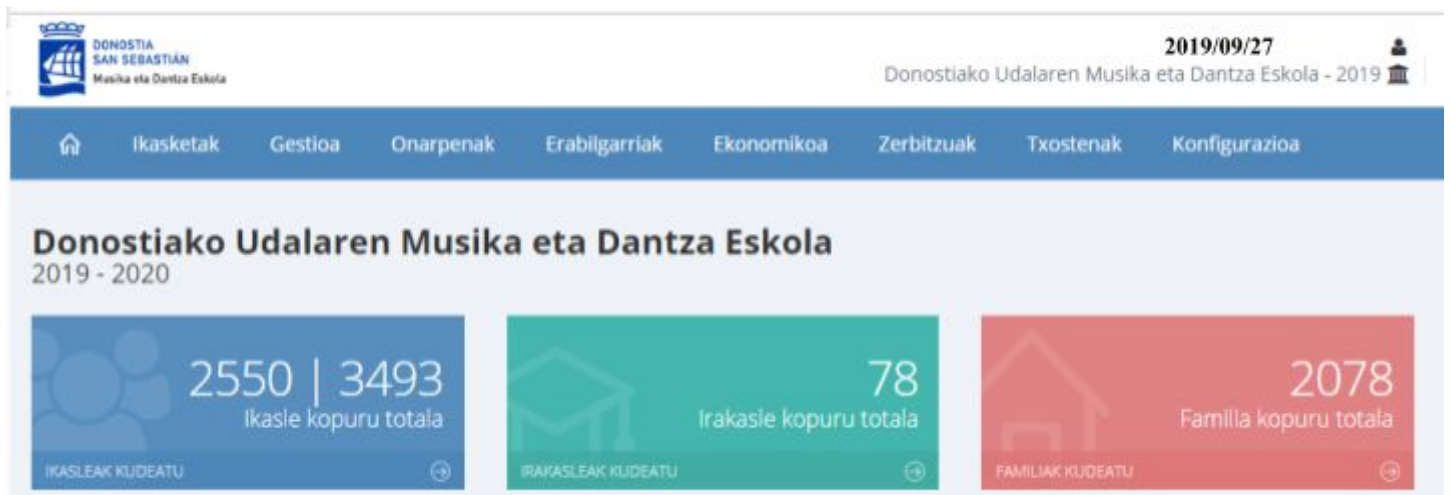 DONOSTIA
SAN SEBASTIÁN
Musika eta Dantza Eskola
2019/09/27
Donostiako Udalaren Musika eta Dantza Eskola - 2019
Ikasketak Gestioa Onarpenak Erabilgarriak Ekonomikoa Zerbitzuak Txostenak Konfigurazioa
Donostiako Udalaren Musika eta Dantza Eskola
2019 - 2020
2550 | 3493
Ikasle kopuru totala
IKASLEAK KUDEATU
78
Irakasle kopuru totala
IRAKASLEAK KUDEATU
2078
Familia kopuru totala
FAMILIAK KUDEATU